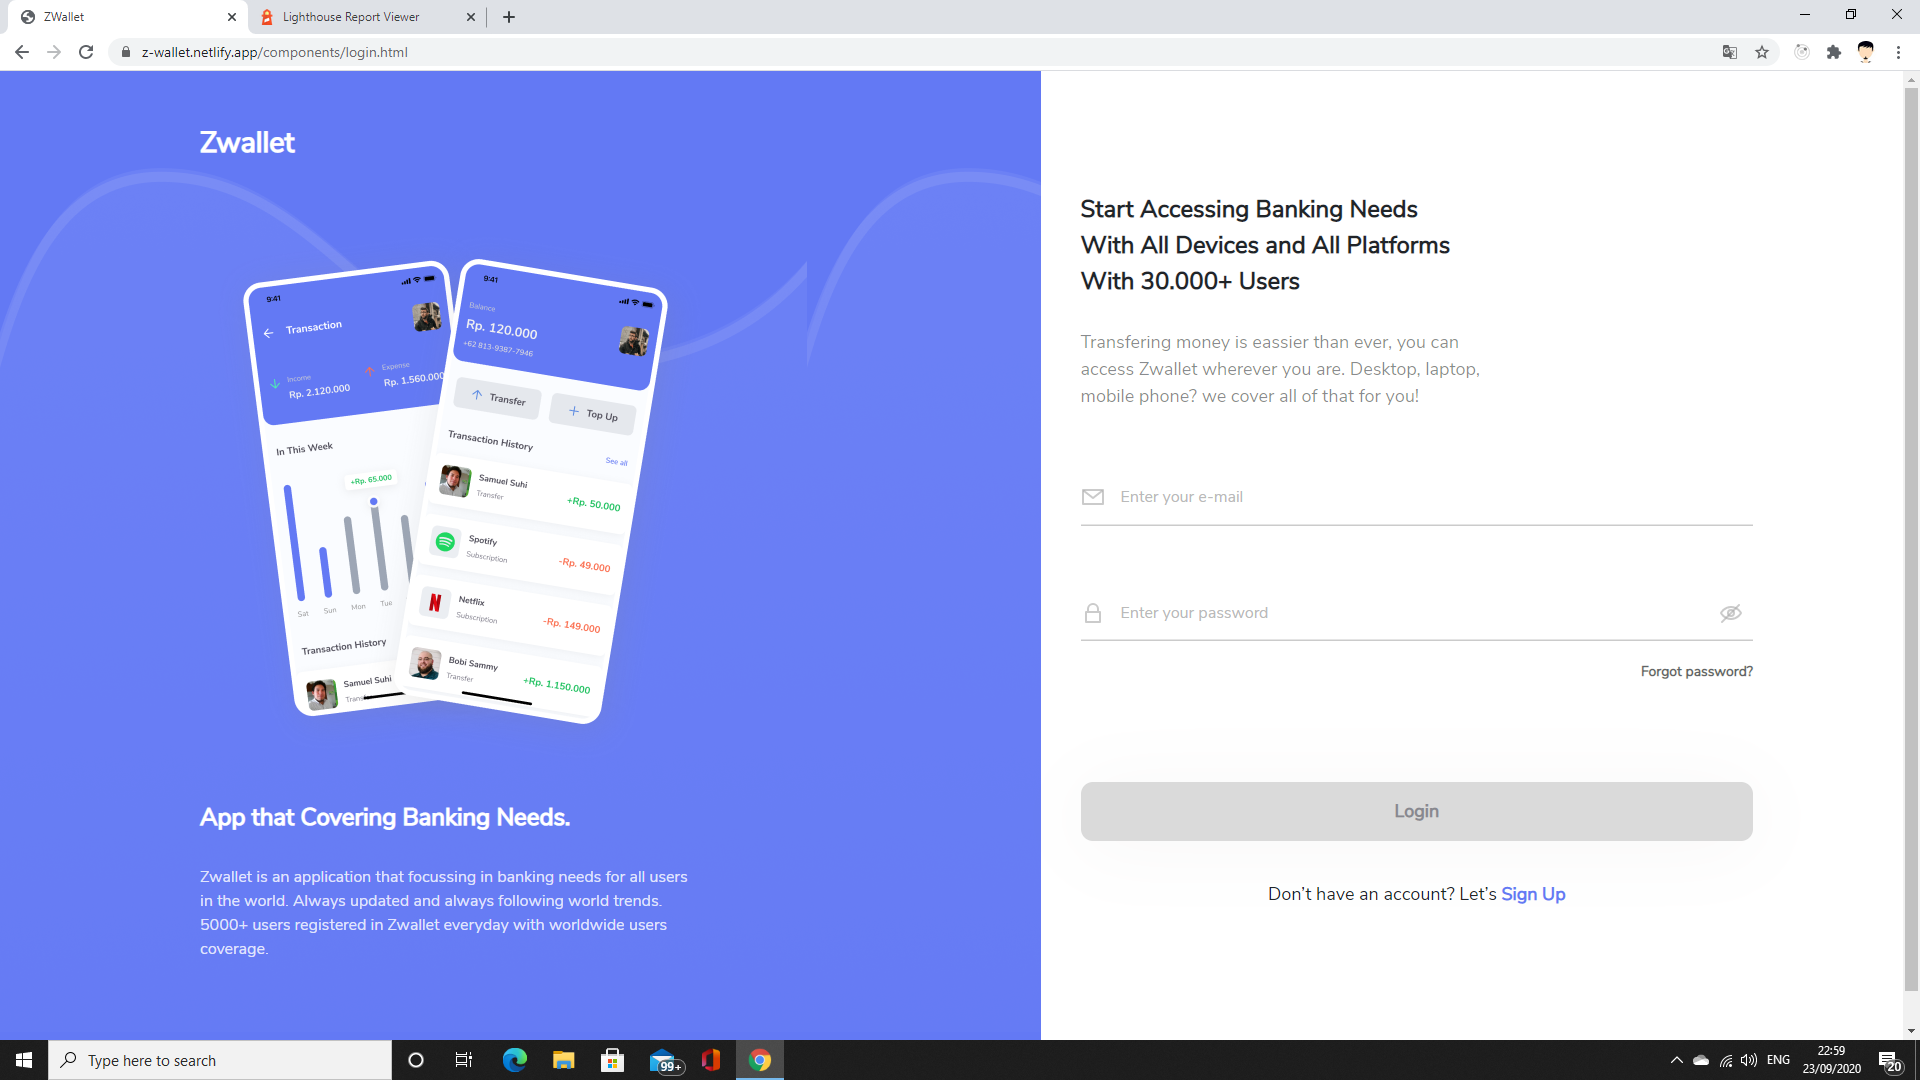 ZWallet
Lighthouse Report Viewer
z-wallet.netlify.app/components/login.html
Zwallet
9:41
Transaction
Income
Rp. 2.120.000
Expense
Rp. 1.560.000
In This Week
+Rp. 65.000
Sat
Sun
Mon
Tue
Transaction History
Samuel Suhi
9:41
Balance
Rp. 120.000
+62 813-9387-7946
Transfer
Top Up
Transaction History
See all
Samuel Suhi
Transfer
+Rp. 50.000
Spotify
Subscription
-Rp. 49.000
Netflix
Subscription
-Rp. 149.000
Bobi Sammy
Transfer
+Rp. 1.150.000
App that Covering Banking Needs.
Zwallet is an application that focussing in banking needs for all users
in the world. Always updated and always following world trends.
5000+ users registered in Zwallet everyday with worldwide users
coverage.
Start Accessing Banking Needs
With All Devices and All Platforms
With 30.000+ Users
Transfering money is eassier than ever, you can
access Zwallet wherever you are. Desktop, laptop,
mobile phone? we cover all of that for you!
Enter your e-mail
Enter your password
Forgot password?
Login
Don't have an account? Let's Sign Up
Type here to search
99+
ENG
22:59
23/09/2020
20